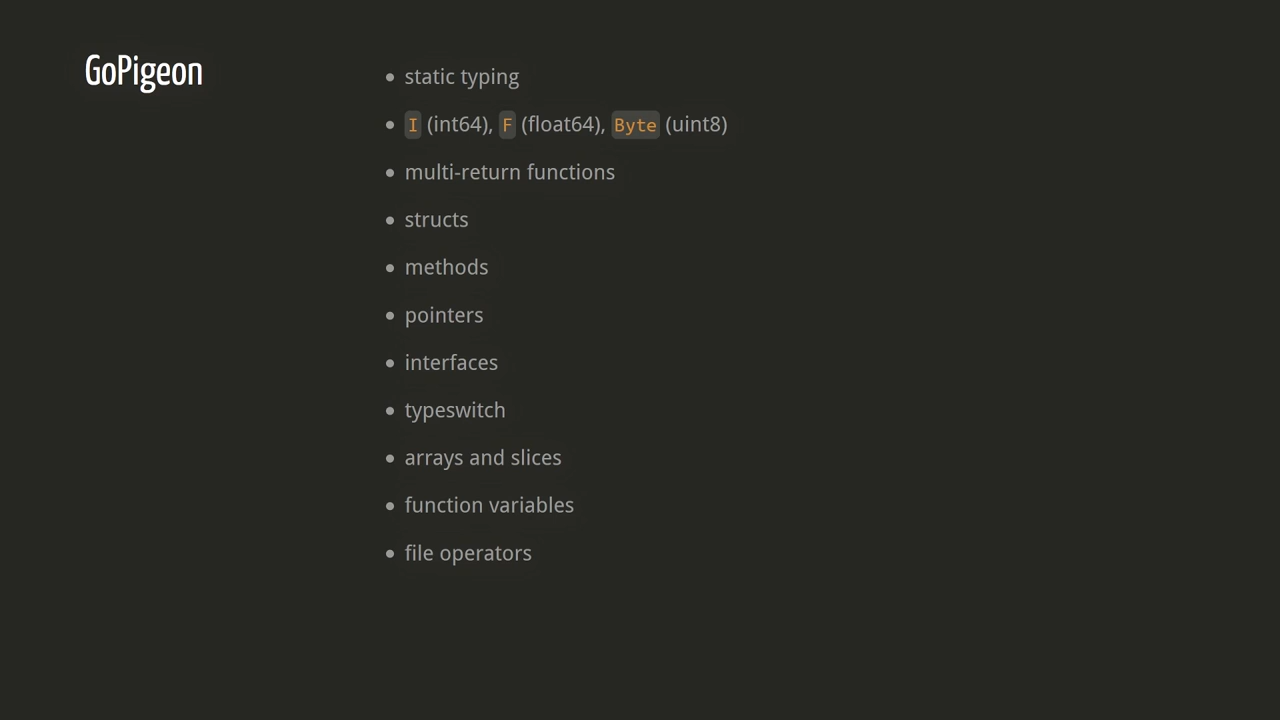 GoPigeon
static typing
I (int64), F (float64), Byte (uint8)
multi-return functions
structs
methods
pointers
interfaces
typeswitch
arrays and slices
function variables
file operators